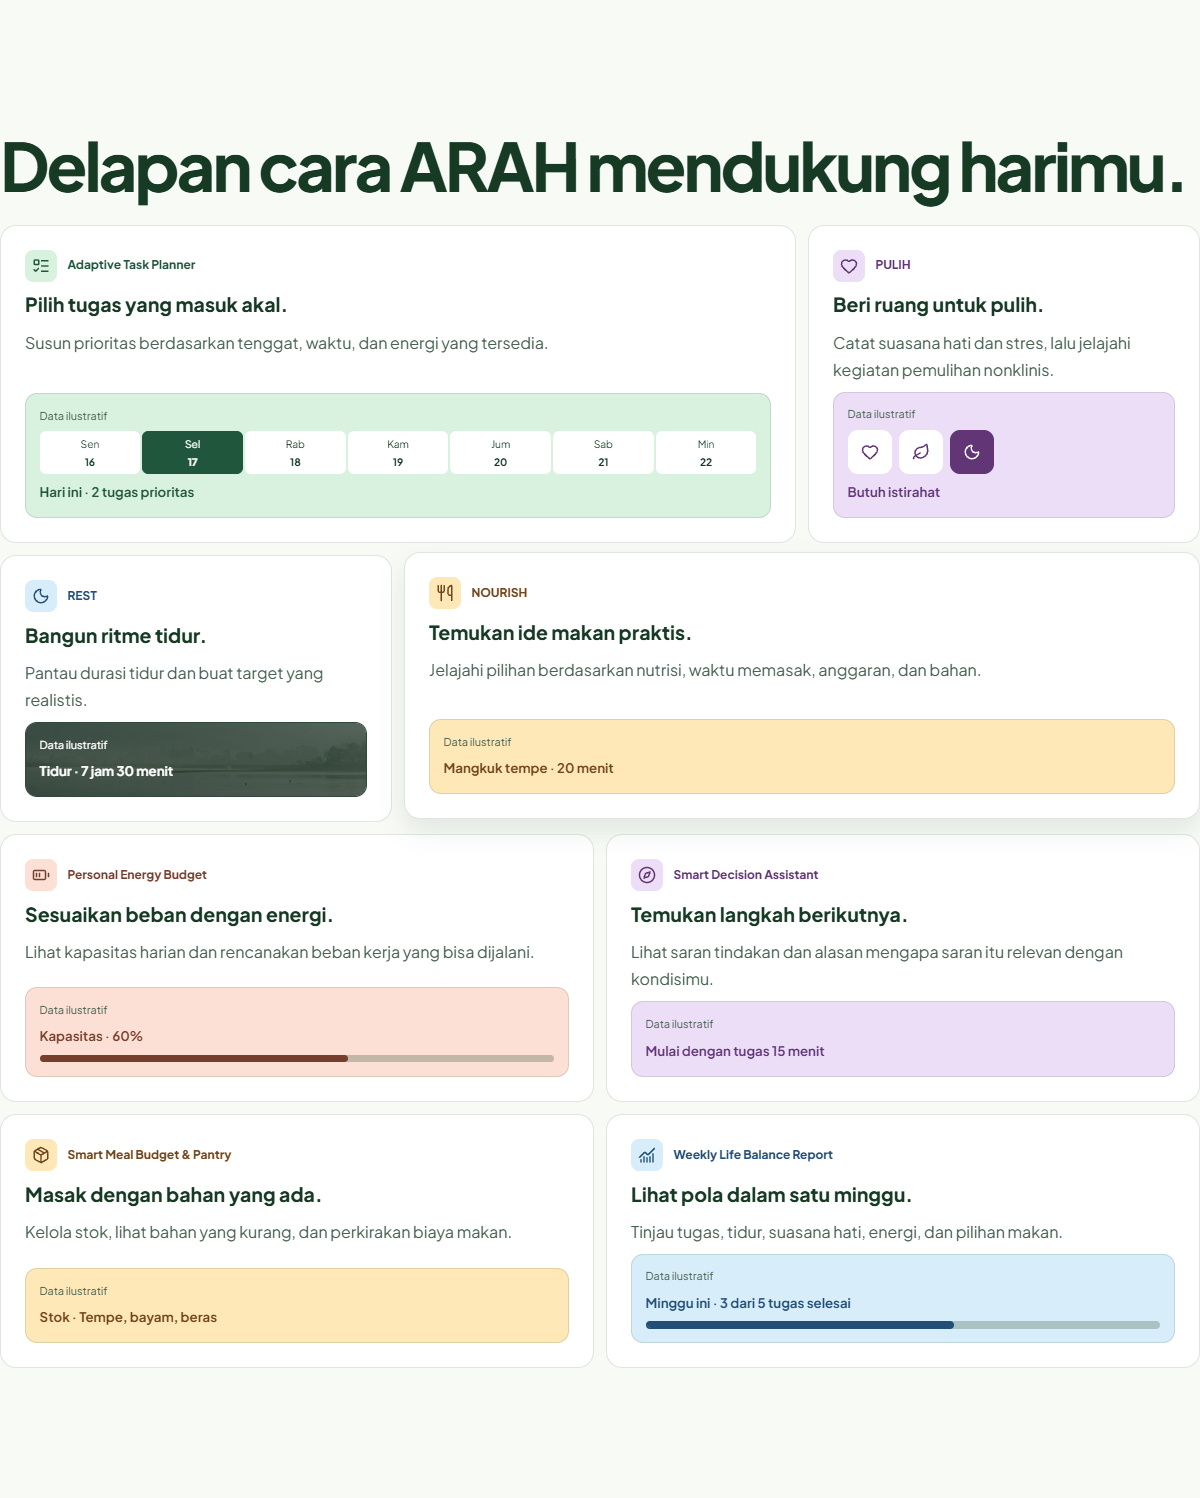 Delapan cara ARAH mendukung harimu.
Adaptive Task Planner
Pilih tugas yang masuk akal.
Susun prioritas berdasarkan tenggat, waktu, dan energi yang tersedia.
Data ilustratif
Sen Sel Rab Kam Jum Sab Min
16 17 18 19 20 21 22
Hari ini · 2 tugas prioritas
PULIH
Beri ruang untuk pulih.
Catat suasana hati dan stres, lalu jelajahi
kegiatan pemulihan nonklinis.
Data ilustratif
Butuh istirahat
REST
Bangun ritme tidur.
Pantau durasi tidur dan buat target yang
realistis.
Data ilustratif
Tidur · 7 jam 30 menit
NOURISH
Temukan ide makan praktis.
Jelajahi pilihan berdasarkan nutrisi, waktu memasak, anggaran, dan bahan.
Data ilustratif
Mangkuk tempe · 20 menit
Personal Energy Budget
Sesuaikan beban dengan energi.
Lihat kapasitas harian dan rencanakan beban kerja yang bisa dijalani.
Data ilustratif
Kapasitas · 60%
Smart Decision Assistant
Temukan langkah berikutnya.
Lihat saran tindakan dan alasan mengapa saran itu relevan dengan
kondisimu.
Data ilustratif
Mulai dengan tugas 15 menit
Smart Meal Budget & Pantry
Masak dengan bahan yang ada.
Kelola stok, lihat bahan yang kurang, dan perkirakan biaya makan.
Data ilustratif
Stok · Tempe, bayam, beras
Weekly Life Balance Report
Lihat pola dalam satu minggu.
Tinjau tugas, tidur, suasana hati, energi, dan pilihan makan.
Data ilustratif
Minggu ini · 3 dari 5 tugas selesai